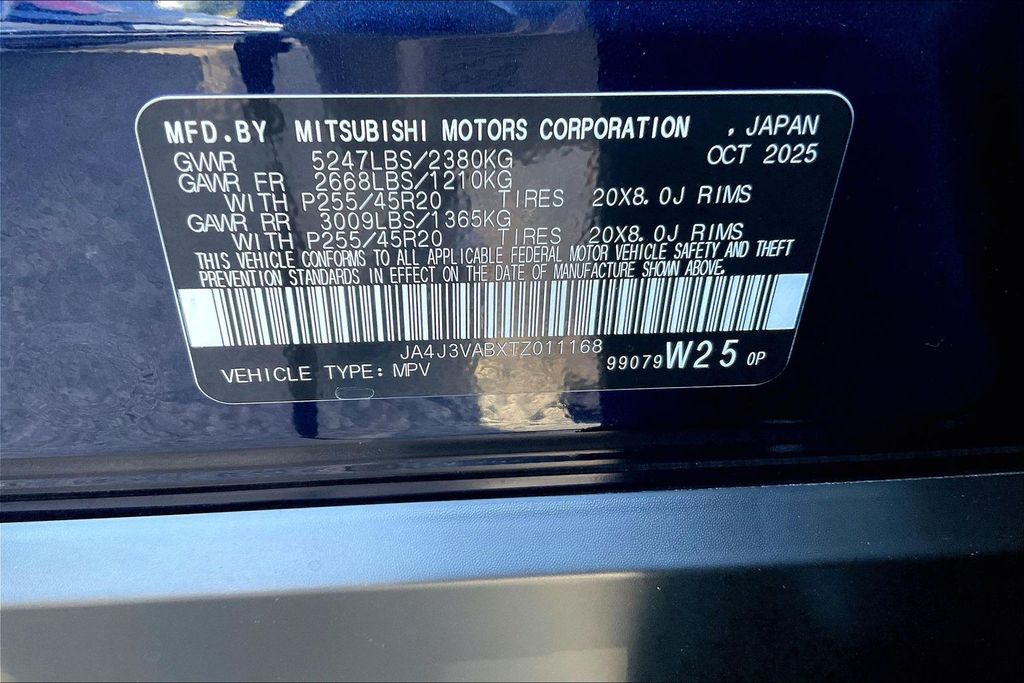 MFD.BY MITSUBISHI MOTORS CORPORATION , JAPAN
OCT 2025
GVWR 5247LBS/2380KG
GAWR FR 2668LBS/1210KG
WITH P255/45R20 TIRES 20X8.0J RIMS
GAWR RR 3009LBS/1365KG
WITH P255/45R20 TIRES 20X8.0J RIMS
THIS VEHICLE CONFORMS TO ALL APPLICABLE FEDERAL MOTOR VEHICLE SAFETY AND THEFT
PREVENTION STANDARDS IN EFFECT ON THE DATE OF MANUFACTURE SHOWN ABOVE.
JA4J3VABXTZ011168
VEHICLE TYPE: MPV 99079 W25 0P